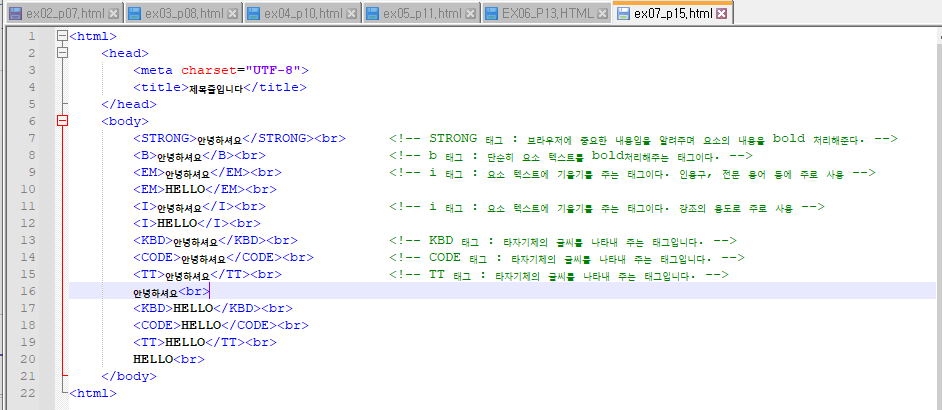 ex02_p07.html ex03_p08.html ex04_p10.html ex05_p11.html EX06_P13.HTML ex07_p15.html
1 <html>
2 <head>
3 <meta charset="UTF-8">
4 <title>제목줄입니다</title>
5 </head>
6 <body>
7 <STRONG>안녕하셔요</STRONG><br> <!-- STRONG 태그 : 브라우저에 중요한 내용임을 알려주며 요소의 내용을 bold 처리해준다. -->
8 <B>안녕하셔요</B><br> <!-- b 태그 : 단순히 요소 텍스트를 bold처리해주는 태그이다. -->
9 <EM>안녕하셔요</EM><br> <!-- i 태그 : 요소 텍스트에 기울기를 주는 태그이다. 인용구, 전문 용어 등에 주로 사용 -->
10 <EM>HELLO</EM><br>
11 <I>안녕하셔요</I><br> <!-- i 태그 : 요소 텍스트에 기울기를 주는 태그이다. 강조의 용도로 주로 사용 -->
12 <I>HELLO</I><br>
13 <KBD>안녕하셔요</KBD><br> <!-- KBD 태그 : 타자기체의 글씨를 나타내 주는 태그입니다. -->
14 <CODE>안녕하셔요</CODE><br> <!-- CODE 태그 : 타자기체의 글씨를 나타내 주는 태그입니다. -->
15 <TT>안녕하셔요</TT><br> <!-- TT 태그 : 타자기체의 글씨를 나타내 주는 태그입니다. -->
16 안녕하셔요<br>
17 <KBD>HELLO</KBD><br>
18 <CODE>HELLO</CODE><br>
19 <TT>HELLO</TT><br>
20 HELLO<br>
21 </body>
22 <html>